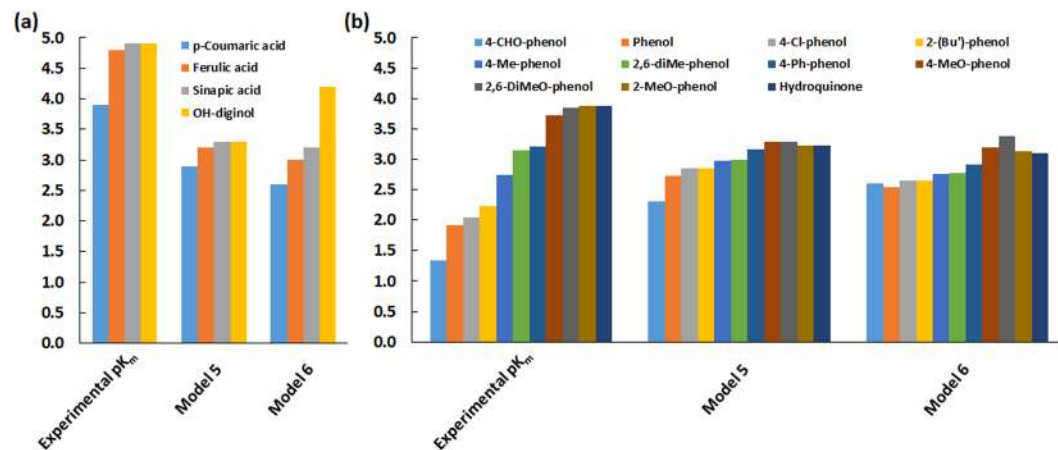 (a)
p-Coumaric acid
Ferulic acid
Sinapic acid
OH-diginol
5.0
4.5
4.0
3.5
3.0
2.5
2.0
1.5
1.0
0.5
0.0
Experimental pKₘ
Model 5
Model 6
(b)
4-CHO-phenol Phenol 4-Cl-phenol 2-(Bu')-phenol
4-Me-phenol 2,6-diMe-phenol 4-Ph-phenol 4-MeO-phenol
2,6-DiMeO-phenol 2-MeO-phenol Hydroquinone
5.0
4.5
4.0
3.5
3.0
2.5
2.0
1.5
1.0
0.5
0.0
Experimental pKₘ
Model 5
Model 6